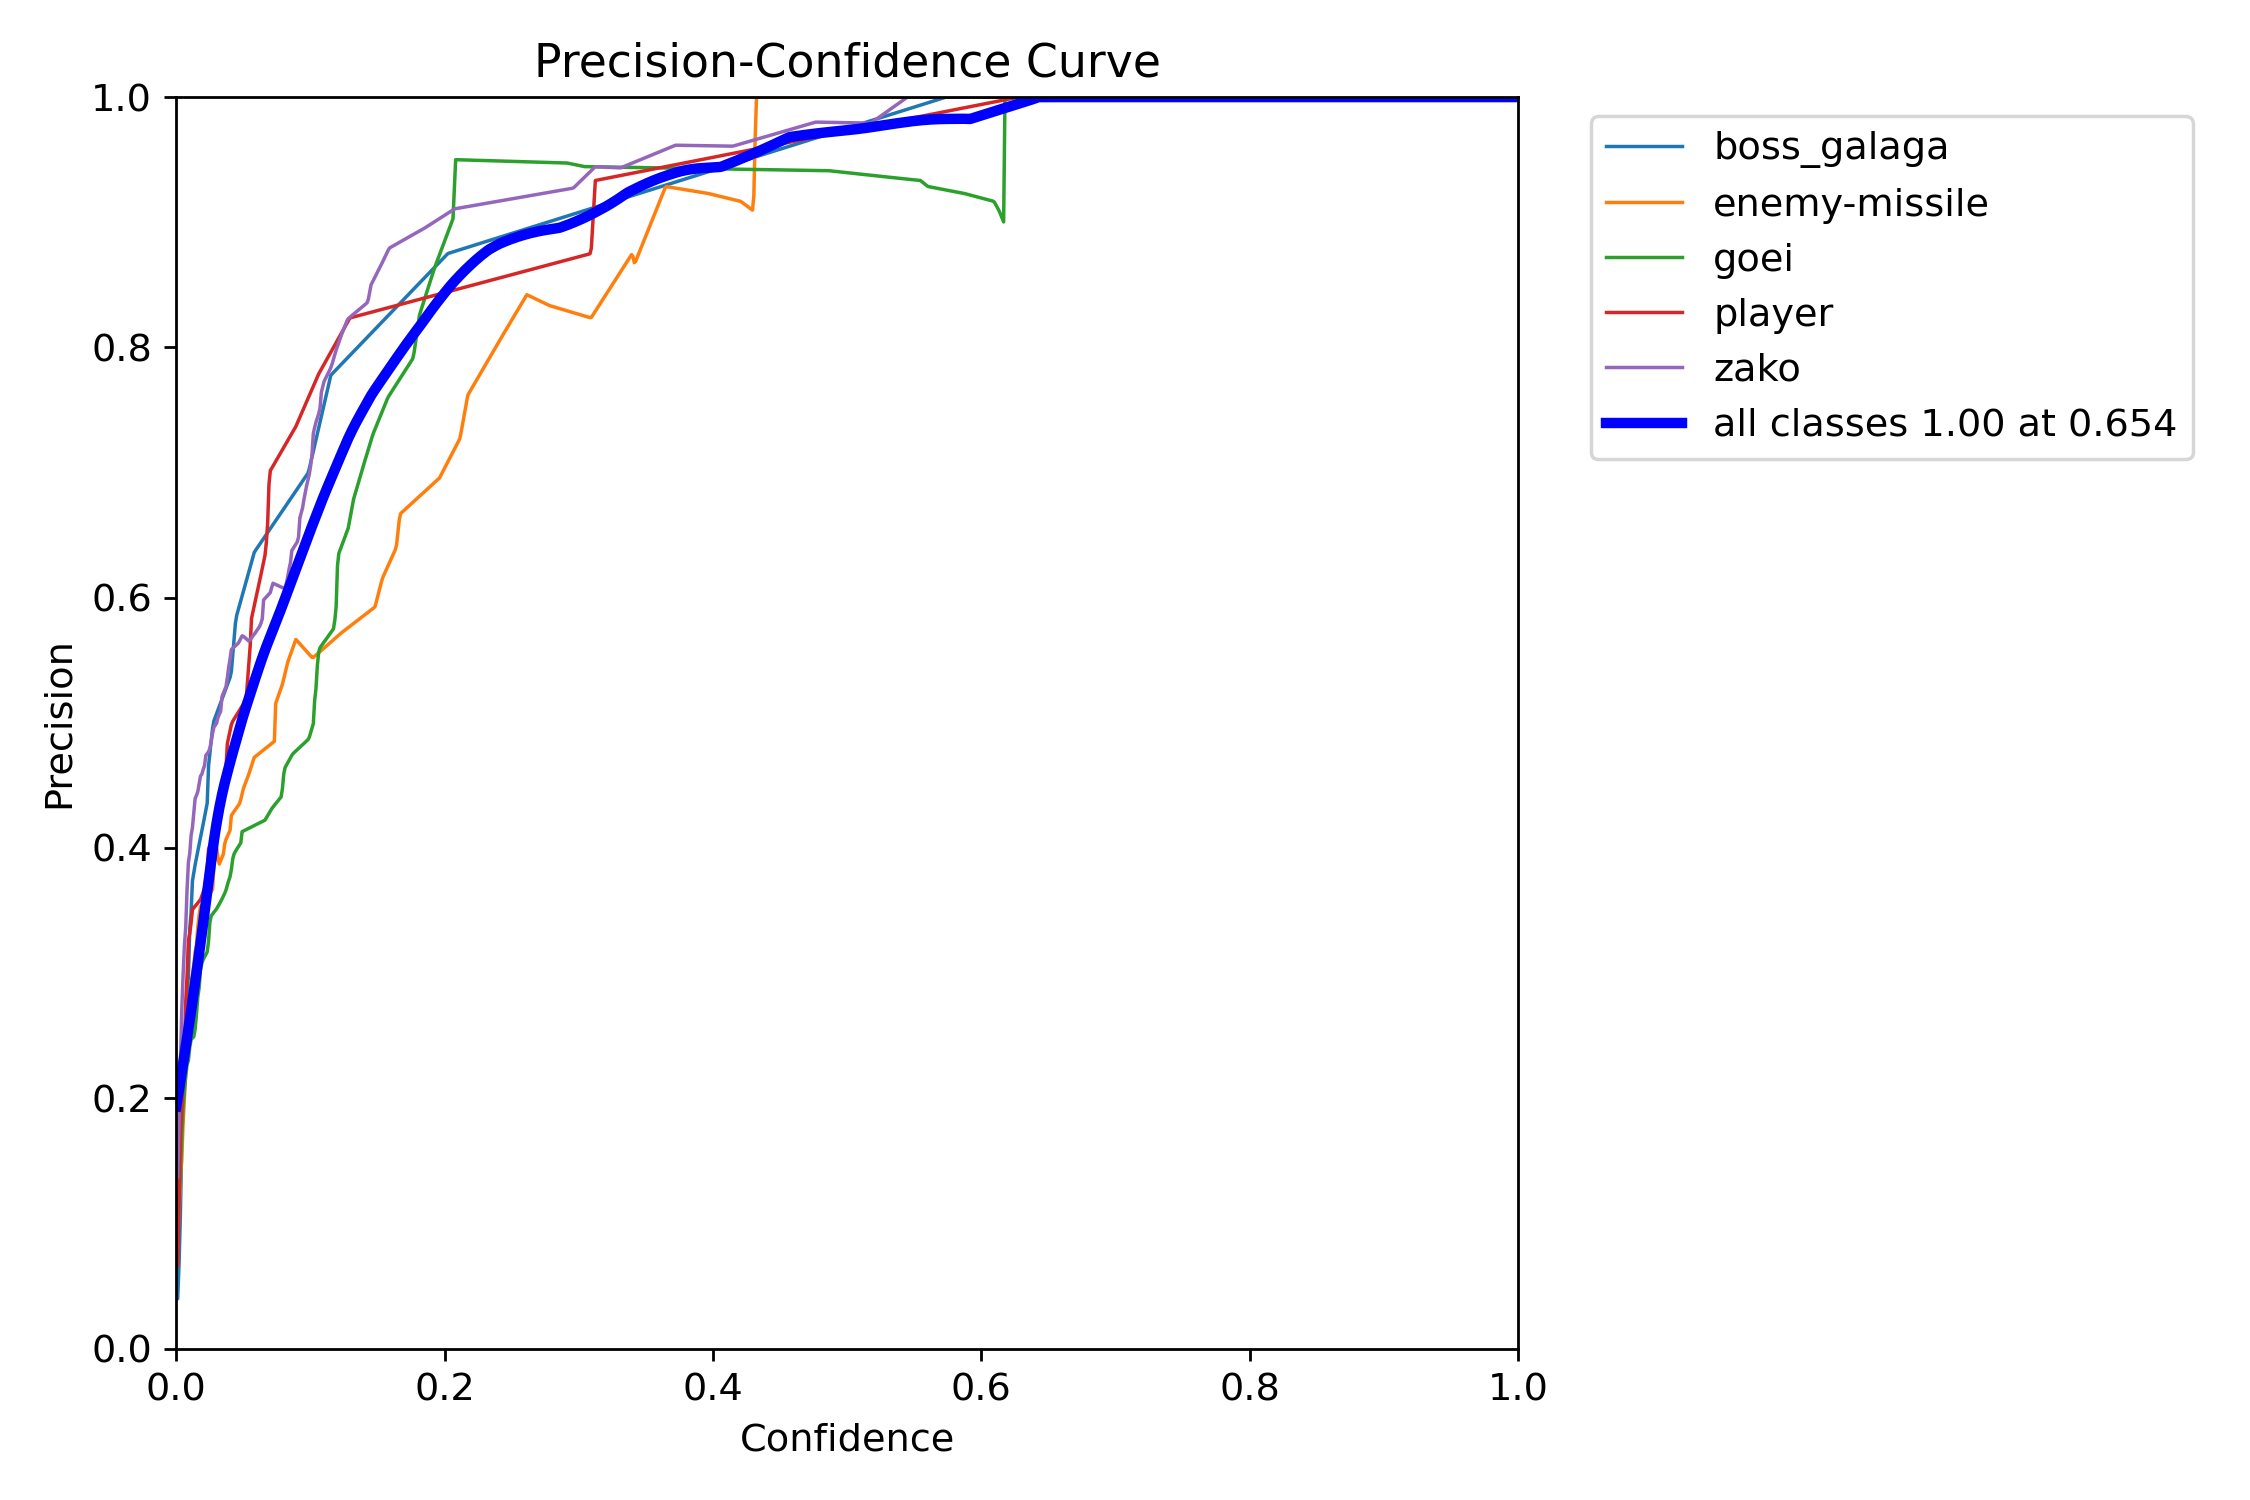 Precision-Confidence Curve
1.0
0.8
0.6
0.4
0.2
0.0
Precision
0.0 0.2 0.4 0.6 0.8 1.0
Confidence
boss_galaga
enemy-missile
goei
player
zako
all classes 1.00 at 0.654